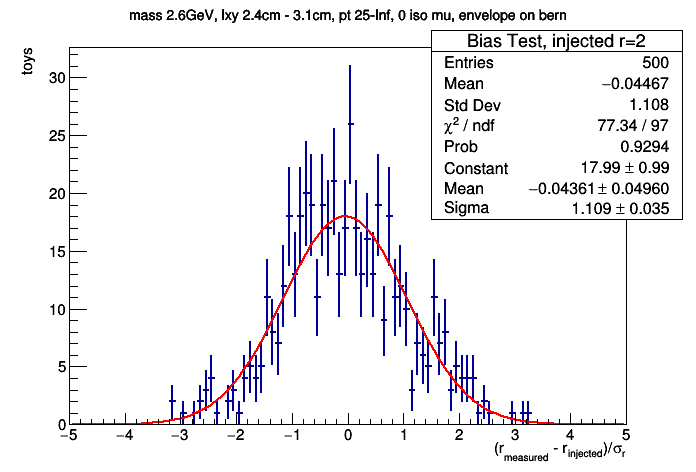 mass 2.6GeV, lxy 2.4cm - 3.1cm, pt 25-Inf, 0 iso mu, envelope on bern
toys
Bias Test, injected r=2
Entries 500
Mean −0.04467
Std Dev 1.108
χ² / ndf 77.34 / 97
Prob 0.9294
Constant 17.99 ± 0.99
Mean −0.04361 ± 0.04960
Sigma 1.109 ± 0.035
30
25
20
15
10
5
0
−5 −4 −3 −2 −1 0 1 2 3 4 5
(r_measured - r_injected)/σ_r